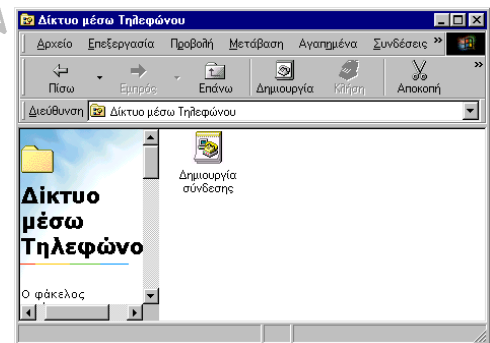 Δίκτυο μέσω Τηλεφώνου
Αρχείο Επεξεργασία Προβολή Μετάβαση Αγαπημένα Συνδέσεις »
Πίσω Εμπρός Επάνω Δημιουργία Κλήση Αποκοπή »
Διεύθυνση Δίκτυο μέσω Τηλεφώνου
Δίκτυο
μέσω
Τηλεφώνο
Ο φάκελος
Δημιουργία
σύνδεσης